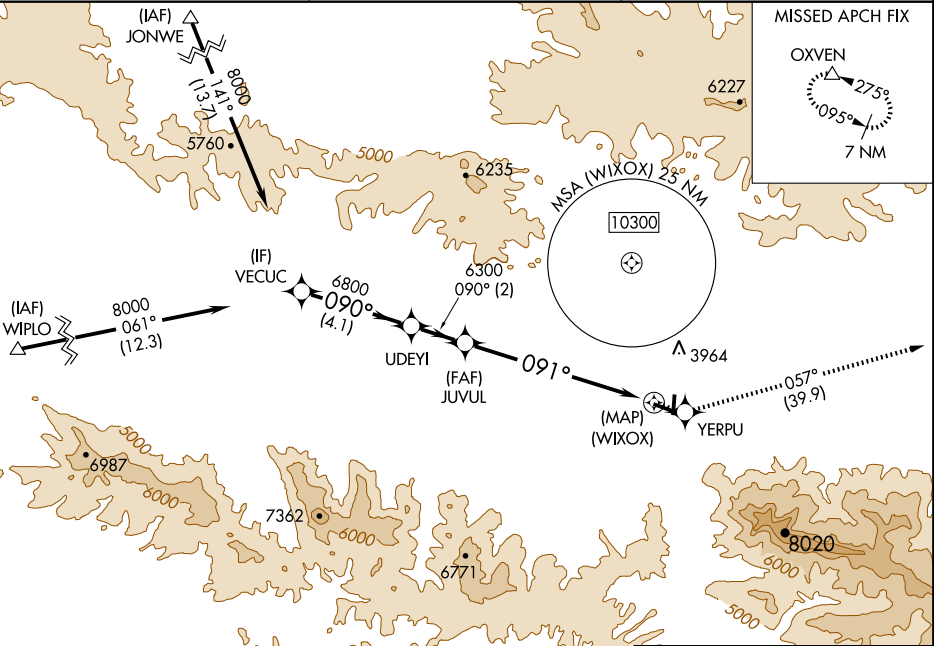 (IAF)
JONWE
8000
141°
(13.7)
5760
5000
6235
6227
MISSED APCH FIX
OXVEN
275°
095°
7 NM
MSA (WIXOX) 25 NM
10300
(IF)
VECUC
6800
090°
(4.1)
6300
090° (2)
(IAF)
WIPLO
8000
061°
(12.3)
UDEYI
(FAF)
JUVUL
091°
3964
(MAP)
(WIXOX)
YERPU
057°
(39.9)
5000
6987
6000
7362
6000
6771
8020
6000
5000